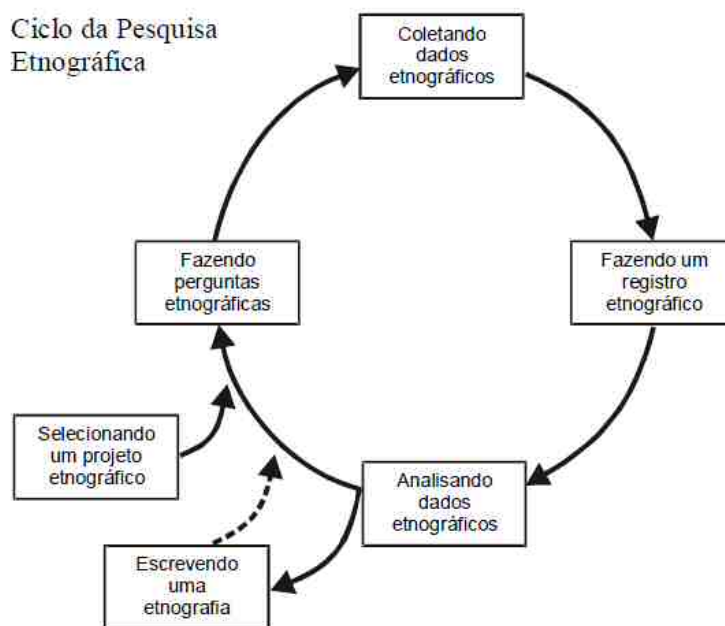 Ciclo da Pesquisa
Etnográfica
Coletando
dados
etnográficos
Fazendo
perguntas
etnográficas
Fazendo um
registro
etnográfico
Selecionando
um projeto
etnográfico
Analisando
dados
etnográficos
Escrevendo
uma
etnografia